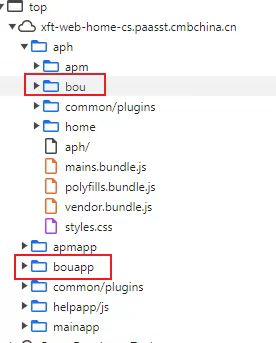 top
xft-web-home-cs.paasst.cmbchina.cn
aph
apm
bou
common/plugins
home
aph/
mains.bundle.js
polyfills.bundle.js
vendor.bundle.js
styles.css
apmapp
bouapp
common/plugins
helpapp/js
mainapp